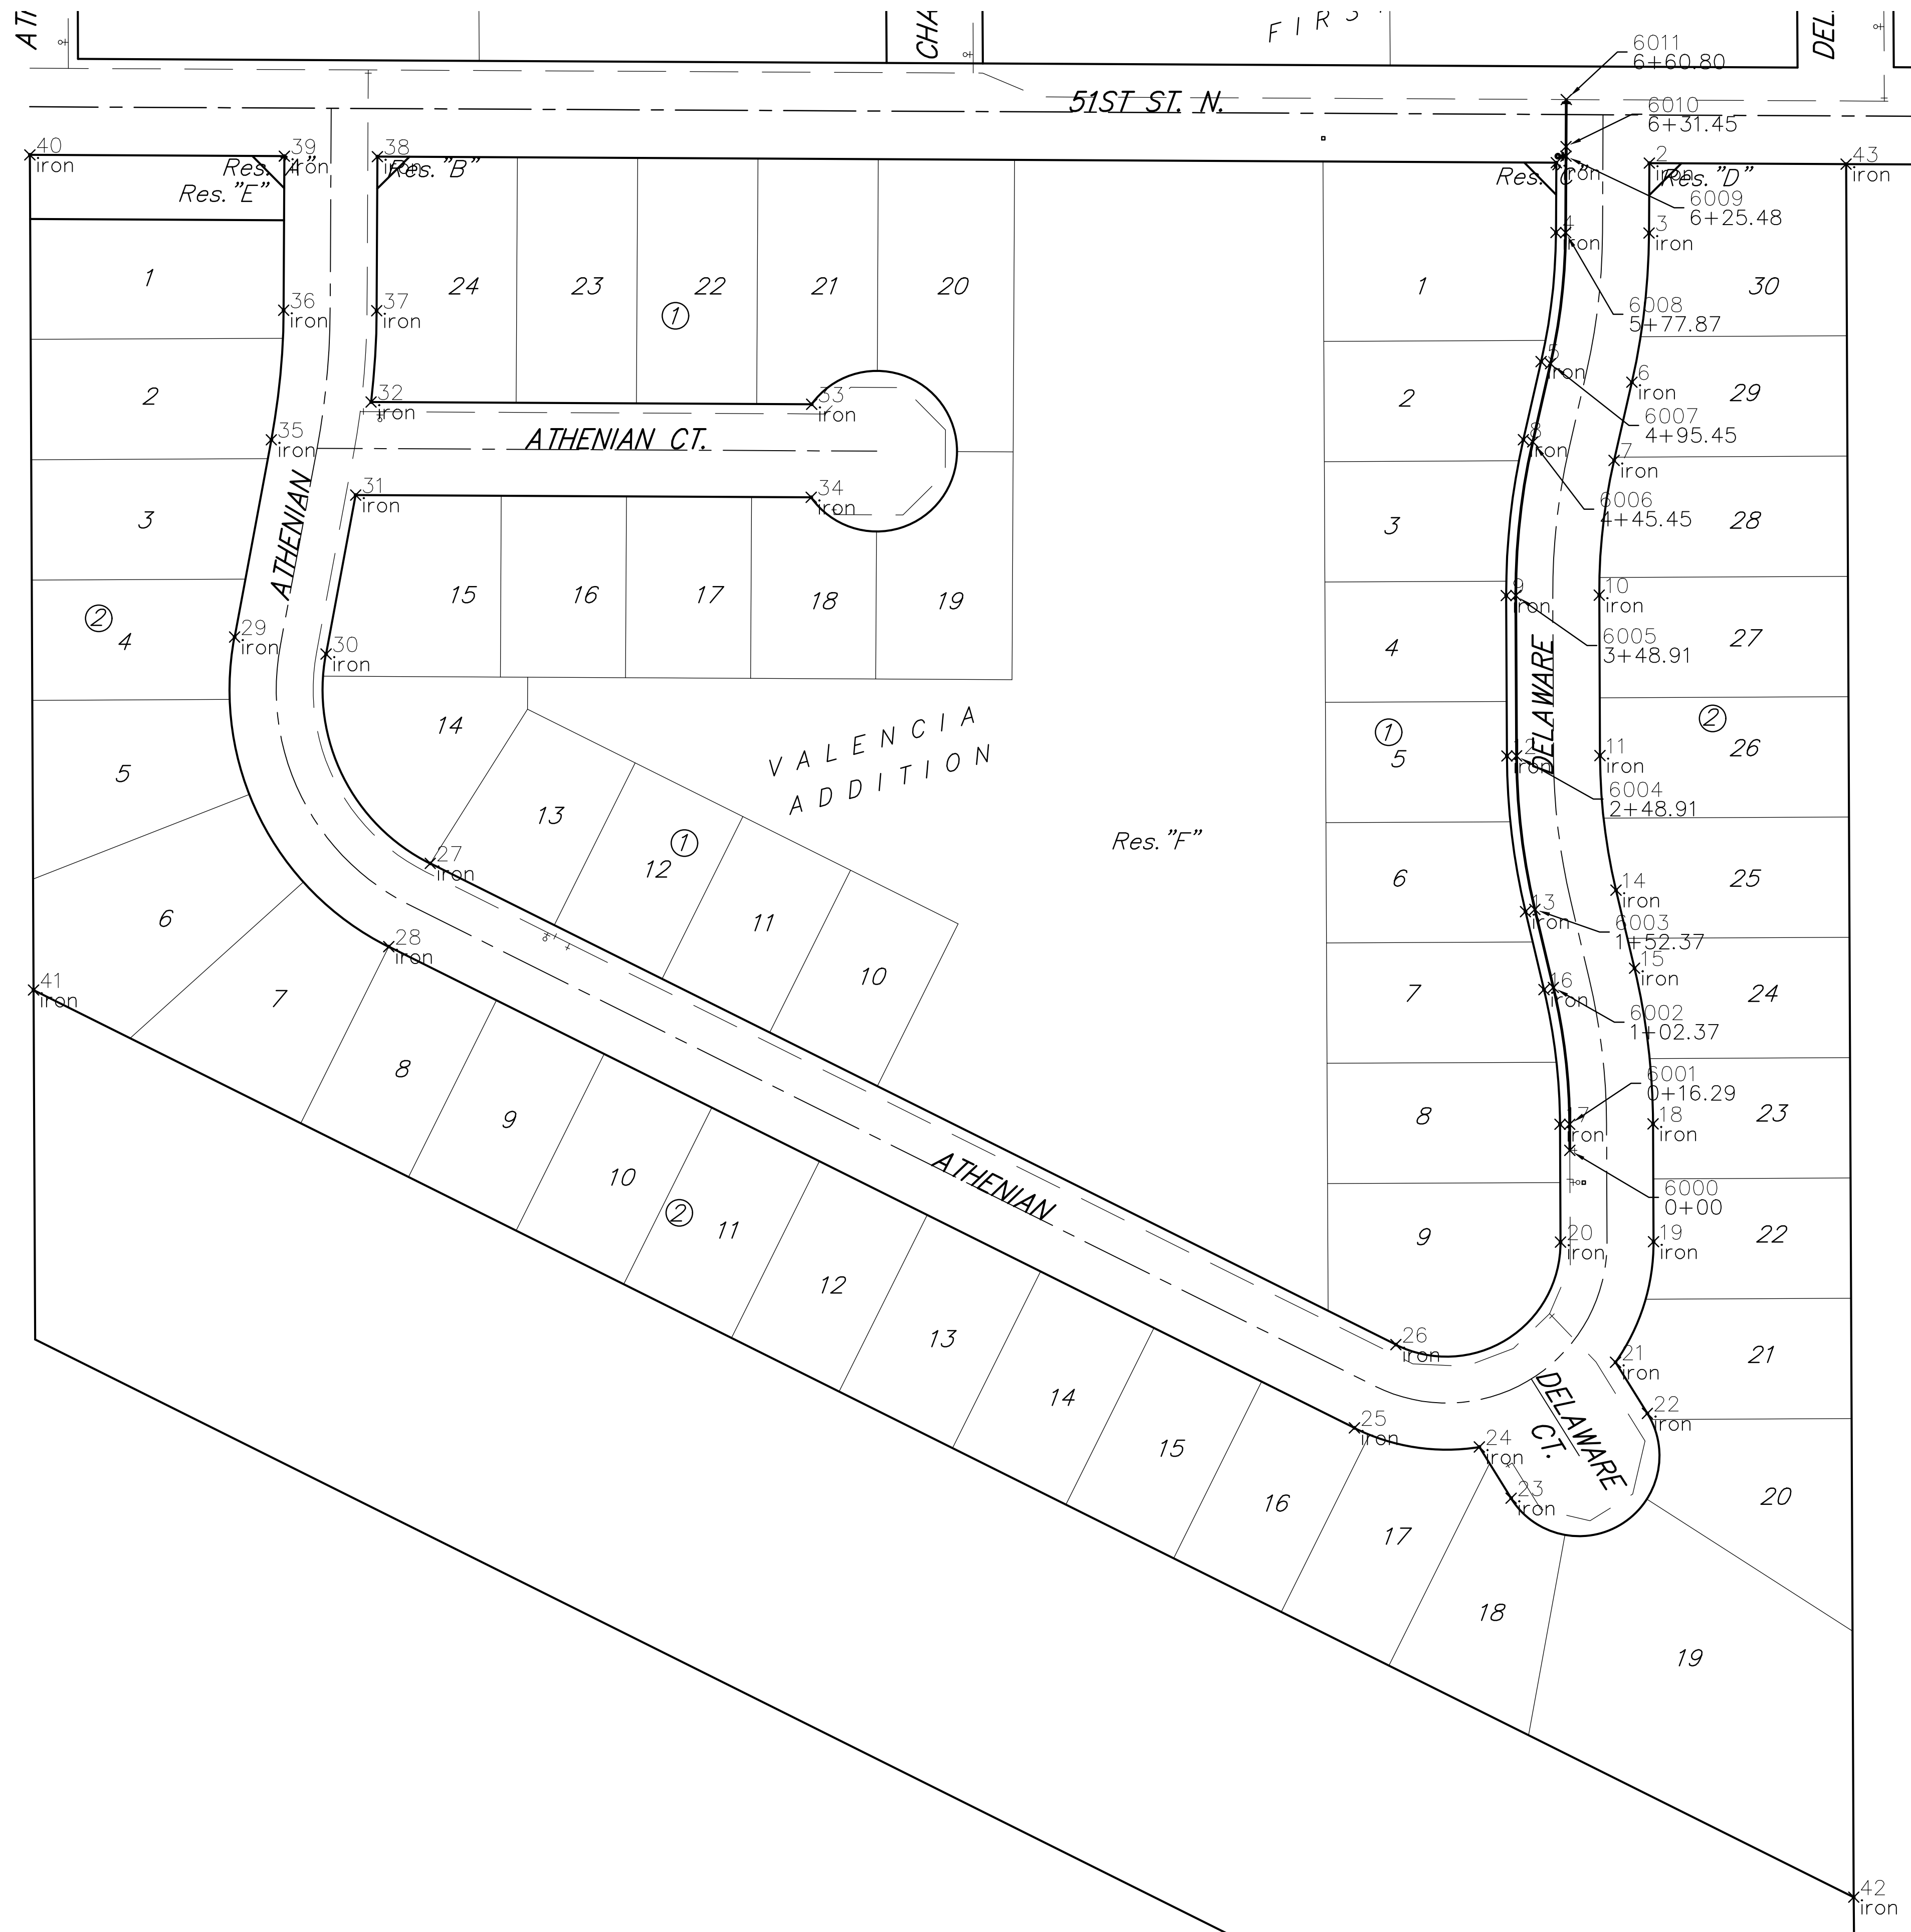 F I R S
CHA
DEL
6011
6+60.80
51ST ST. N.
6010
6+31.45
40
iron
39
iron
38
iron
Res. "A"
Res. "B"
Res. "E"
Res. "C"
iron
2
iron
Res. "D"
43
iron
6009
6+25.48
4
iron
3
iron
1
24
23
22
21
20
1
30
36
iron
37
iron
1
6008
5+77.87
5
iron
6
iron
2
32
iron
33
iron
2
29
6007
4+95.45
35
iron
ATHENIAN CT.
8
iron
7
iron
3
31
iron
34
iron
3
6006
4+45.45
28
ATHENIAN
15
16
17
18
19
9
iron
10
iron
2
4
29
iron
30
iron
4
6005
3+48.91
27
DELAWARE
14
VALENCIA
ADDITION
1
5
12
iron
11
iron
2
26
5
6004
2+48.91
13
1
12
Res. "F"
27
iron
6
14
iron
25
6
11
13
iron
6003
1+52.37
28
iron
10
15
iron
41
iron
7
7
16
iron
24
6002
1+02.37
8
6001
0+16.29
9
8
17
iron
18
iron
23
10
ATHENIAN
6000
0+00
2
11
9
20
iron
19
iron
22
12
13
26
iron
21
iron
21
14
DELAWARE
CT.
22
iron
25
iron
24
iron
15
16
23
iron
20
17
18
19
42
iron